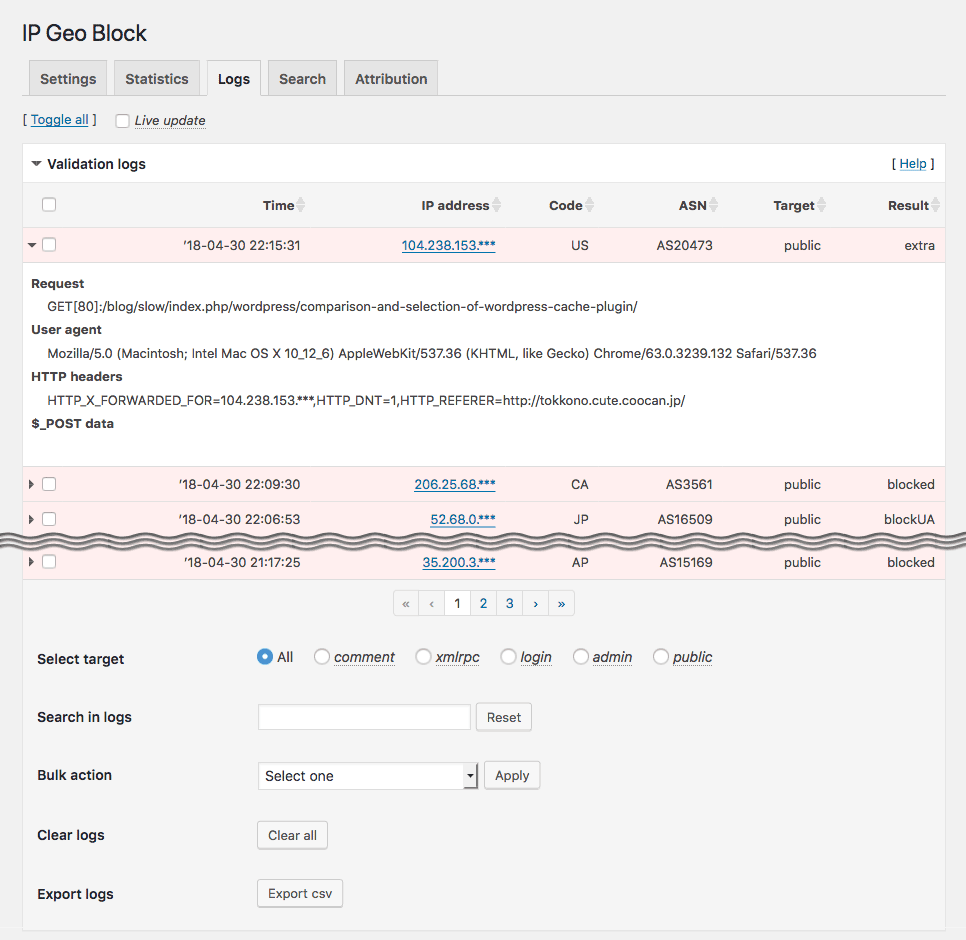 IP Geo Block
Settings Statistics Logs Search Attribution
[ Toggle all ] Live update
Validation logs [ Help ]
Time IP address Code ASN Target Result
’18-04-30 22:15:31 104.238.153.*** US AS20473 public extra
Request
GET[80]:/blog/slow/index.php/wordpress/comparison-and-selection-of-wordpress-cache-plugin/
User agent
Mozilla/5.0 (Macintosh; Intel Mac OS X 10_12_6) AppleWebKit/537.36 (KHTML, like Gecko) Chrome/63.0.3239.132 Safari/537.36
HTTP headers
HTTP_X_FORWARDED_FOR=104.238.153.***,HTTP_DNT=1,HTTP_REFERER=http://tokkono.cute.coocan.jp/
$_POST data
’18-04-30 22:09:30 206.25.68.*** CA AS3561 public blocked
’18-04-30 22:06:53 52.68.0.*** JP AS16509 public blockUA
’18-04-30 21:17:25 35.200.3.*** AP AS15169 public blocked
« ‹ 1 2 3 › »
Select target All comment xmlrpc login admin public
Search in logs Reset
Bulk action Select one Apply
Clear logs Clear all
Export logs Export csv